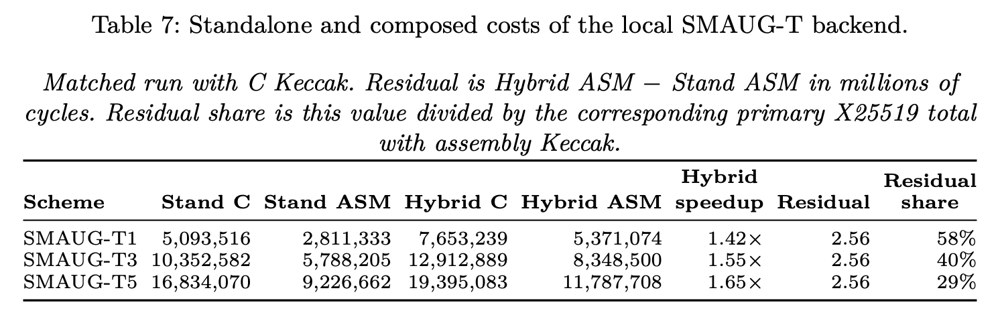 Table 7: Standalone and composed costs of the local SMAUG-T backend.
Matched run with C Keccak. Residual is Hybrid ASM − Stand ASM in millions of
cycles. Residual share is this value divided by the corresponding primary X25519 total
with assembly Keccak.
Scheme Stand C Stand ASM Hybrid C Hybrid ASM Hybrid speedup Residual Residual share
SMAUG-T1 5,093,516 2,811,333 7,653,239 5,371,074 1.42× 2.56 58%
SMAUG-T3 10,352,582 5,788,205 12,912,889 8,348,500 1.55× 2.56 40%
SMAUG-T5 16,834,070 9,226,662 19,395,083 11,787,708 1.65× 2.56 29%